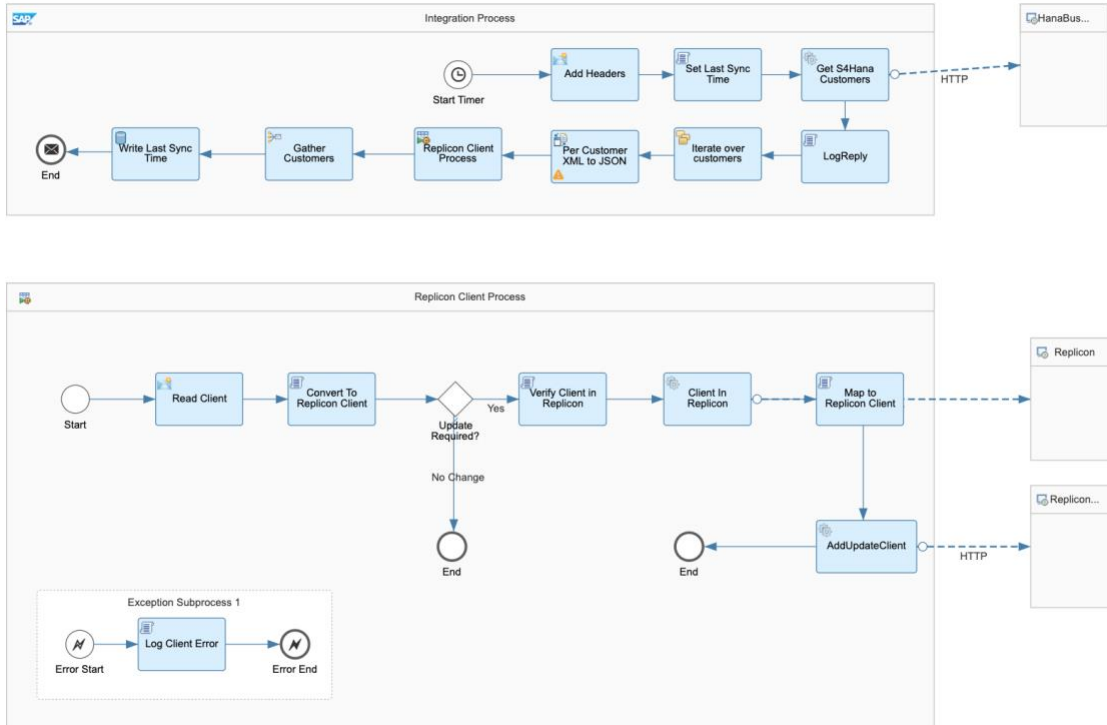 SAP
Integration Process
HanaBus...
Add Headers
Set Last Sync
Time
Get S4Hana
Customers
HTTP
Start Timer
Write Last Sync
Time
Gather
Customers
Replicon Client
Process
Per Customer
XML to JSON
Iterate over
customers
LogReply
End
Replicon Client Process
Replicon
Read Client
Convert To
Replicon Client
Verify Client in
Replicon
Client In
Replicon
Map to
Replicon Client
Start
Yes
Update
Required?
No Change
Replicon...
AddUpdateClient
HTTP
End
End
Exception Subprocess 1
Log Client Error
Error Start
Error End